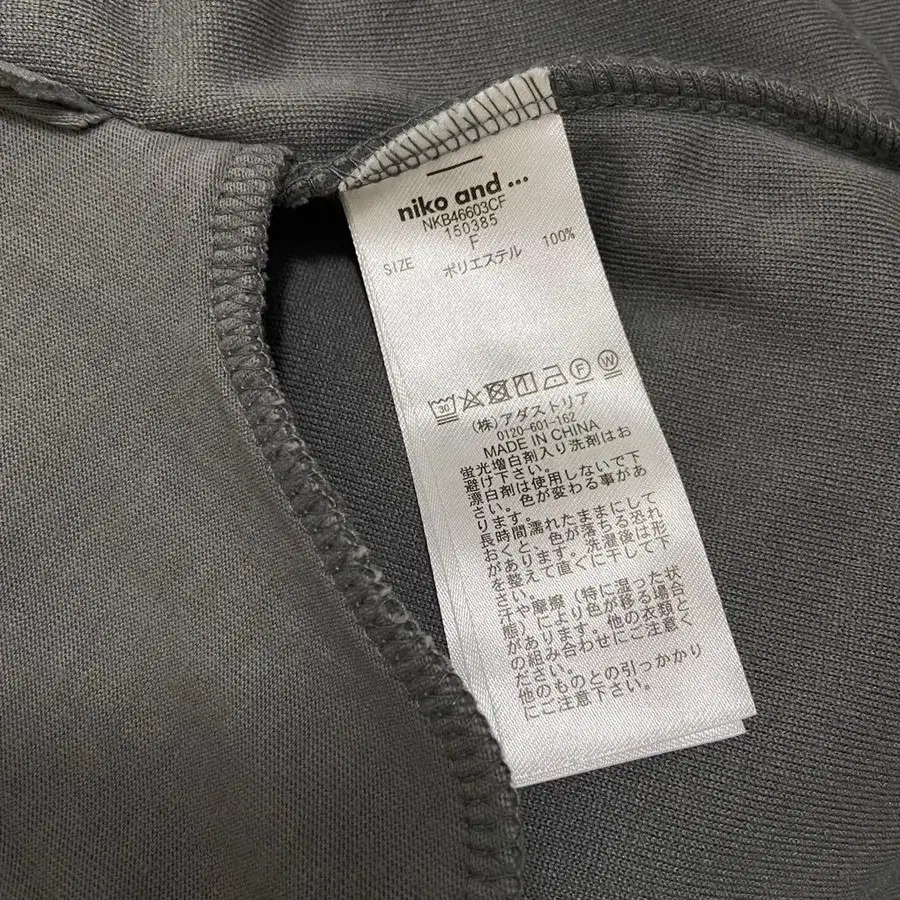 niko and ...
NKB46603CF
150385
SIZE F
ポリエステル 100%
30 F W
(株)アダストリア
0120-601-162
MADE IN CHINA
蛍光増白剤入り洗剤はお
避け下さい。
漂白剤は使用しないで下
さい。色が変わる事があ
ります。
長時間濡れたままにして
おくと、色が落ちる恐れ
があります。洗濯後は形
を整えて直ぐに干して下
さい。
汗や摩擦(特に湿った状
態)により色が移る場合
があります。他の衣類と
の組み合わせにご注意く
ださい。
他のものとの引っかかり
にご注意下さい。